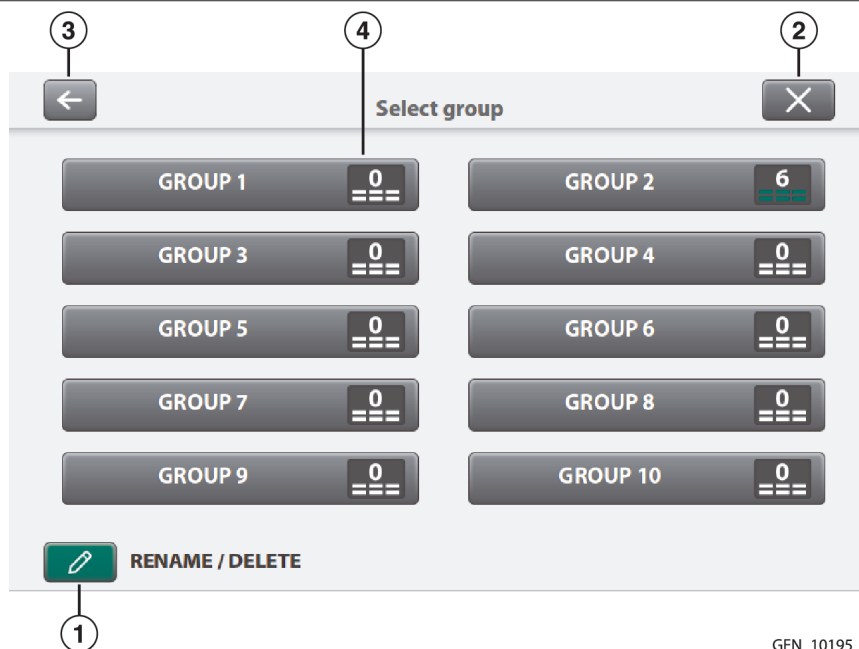 3 4 2
Select group
GROUP 1 0 GROUP 2 6
GROUP 3 0 GROUP 4 0
GROUP 5 0 GROUP 6 0
GROUP 7 0 GROUP 8 0
GROUP 9 0 GROUP 10 0
RENAME / DELETE
1
GEN_10195